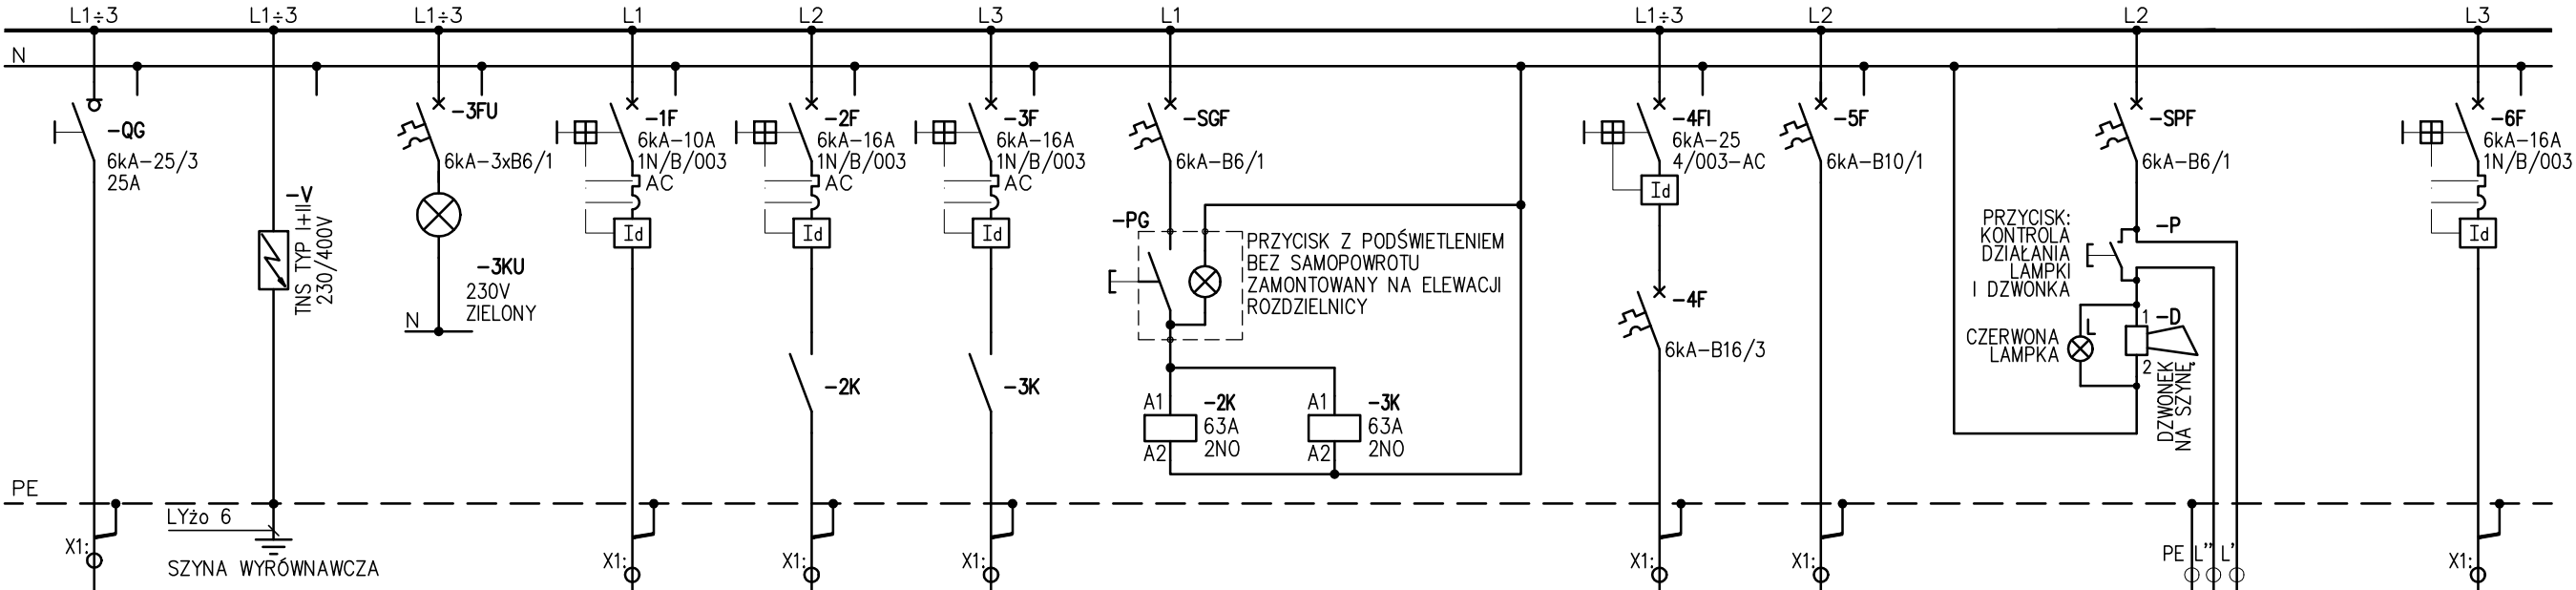 L1÷3
L1÷3
L1÷3
L1
L2
L3
L1
L1÷3
L2
L2
L3
N
-QG
6kA-25/3
25A
-V
TNS TYP I+II
230/400V
-3FU
6kA-3xB6/1
-3KU
230V
ZIELONY
N
-1F
6kA-10A
1N/B/003
AC
Id
-2F
6kA-16A
1N/B/003
AC
Id
-2K
-3F
6kA-16A
1N/B/003
AC
Id
-3K
-SGF
6kA-B6/1
-PG
PRZYCISK Z PODŚWIETLENIEM
BEZ SAMOPOWROTU
ZAMONTOWANY NA ELEWACJI
ROZDZIELNICY
A1
-2K
63A
2NO
A2
A1
-3K
63A
2NO
A2
-4FI
6kA-25
4/003-AC
Id
-4F
6kA-B16/3
-5F
6kA-B10/1
-SPF
6kA-B6/1
PRZYCISK:
KONTROLA
DZIAŁANIA
LAMPKI
I DZWONKA
-P
CZERWONA
LAMPKA
L
1
-D
2
DZWONEK
NA SZYNĘ
-6F
6kA-16A
1N/B/003
Id
PE
LYżo 6
SZYNA WYRÓWNAWCZA
X1:
X1:
X1:
X1:
X1:
X1:
PE
L''
L'
X1: